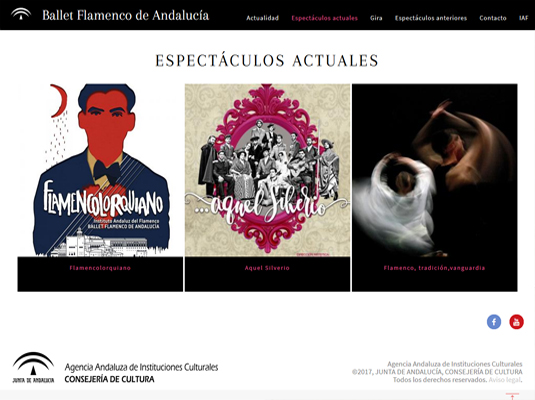 Ballet Flamenco de Andalucía
Actualidad Espectáculos actuales Gira Espectáculos anteriores Contacto IAF
ESPECTÁCULOS ACTUALES
FLAMENCOLORQUIANO
Instituto Andaluz del Flamenco
BALLET FLAMENCO DE ANDALUCÍA
...aquel Silverio
Flamencolorquiano
Aquel Silverio
Flamenco, tradición,vanguardia
JUNTA DE ANDALUCIA
Agencia Andaluza de Instituciones Culturales
CONSEJERÍA DE CULTURA
Agencia Andaluza de Instituciones Culturales
©2017, JUNTA DE ANDALUCÍA, CONSEJERÍA DE CULTURA
Todos los derechos reservados. Aviso legal.